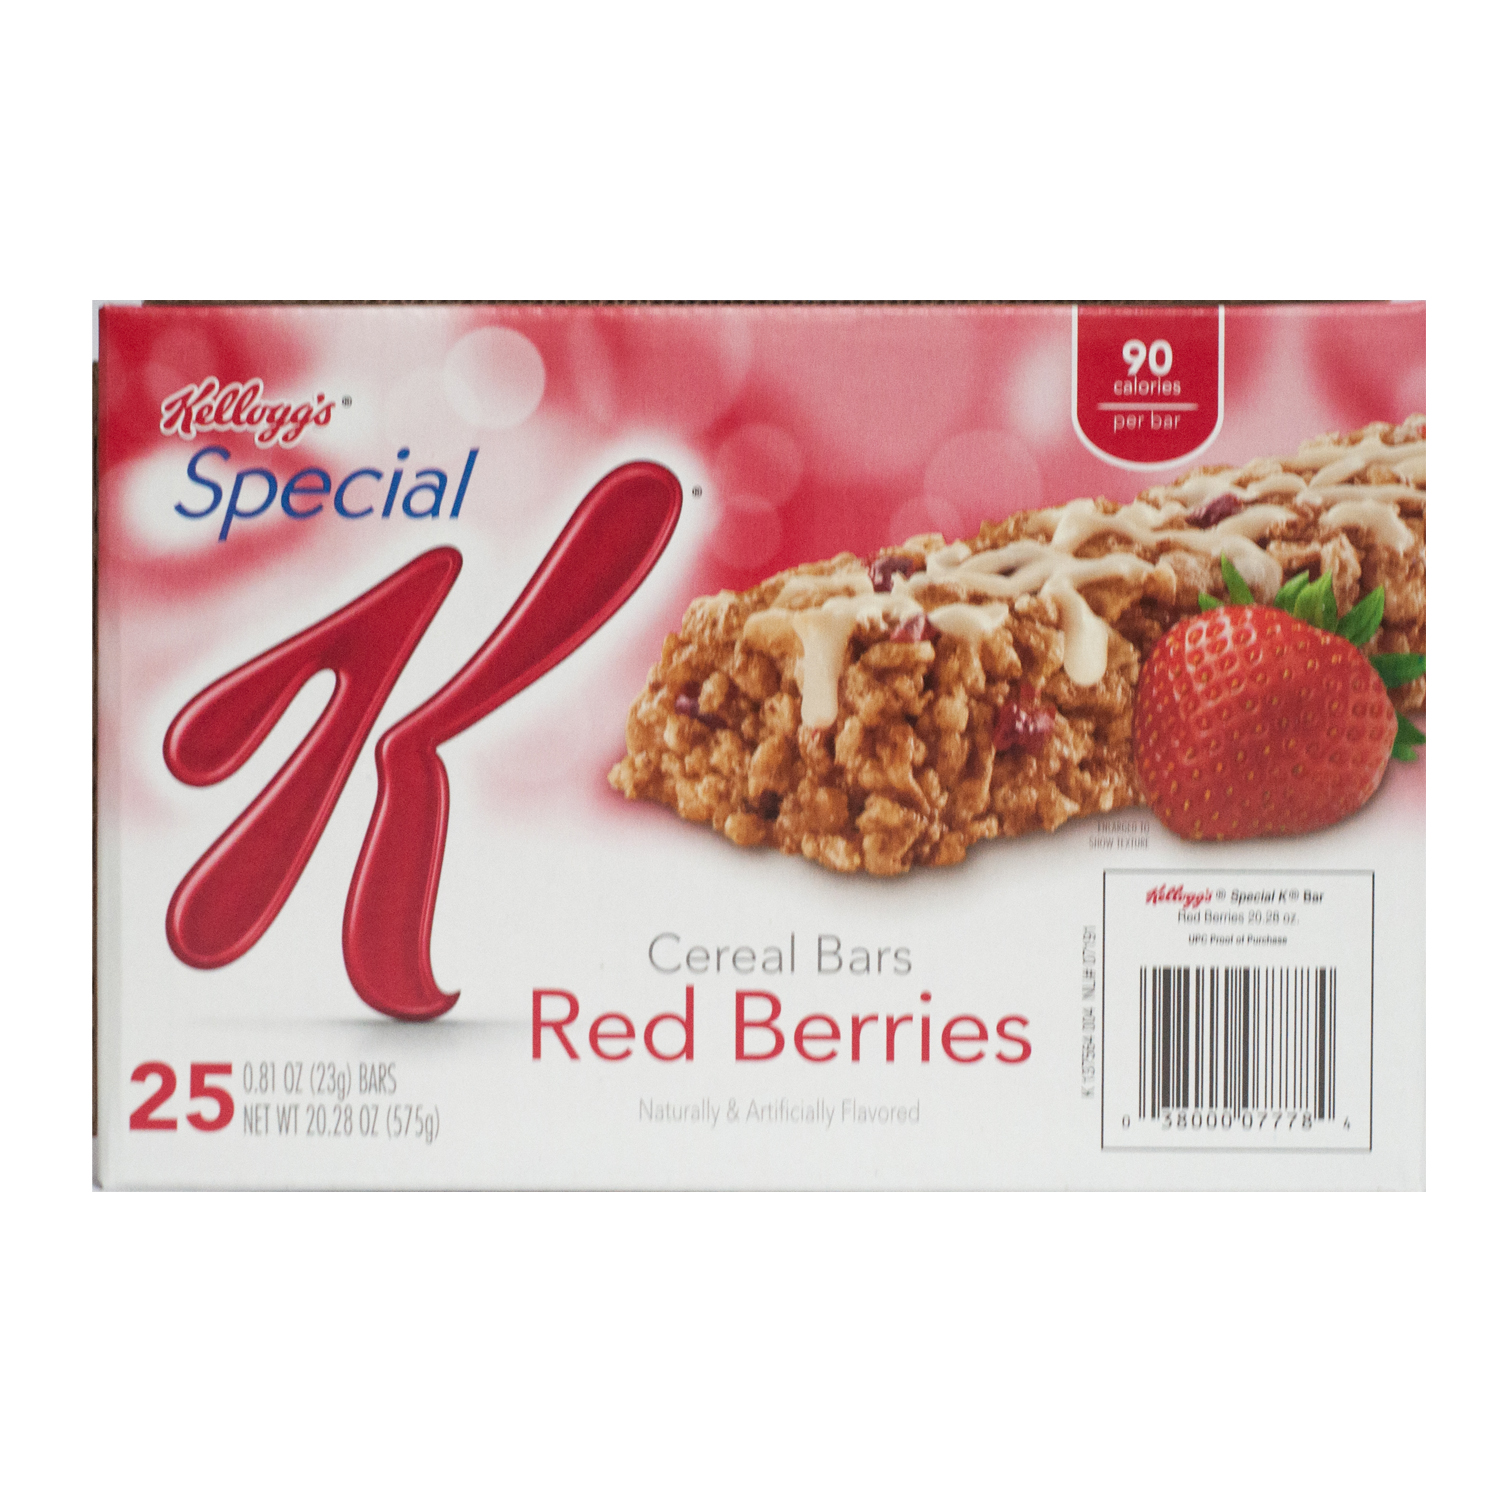 Kellogg's®
Special
K®
90
calories
per bar
ENLARGED TO
SHOW TEXTURE
Cereal Bars
Red Berries
Naturally & Artificially Flavored
25
0.81 OZ (23g) BARS
NET WT 20.28 OZ (575g)
Kellogg's® Special K® Bar
Red Berries 20.28 oz.
UPC Proof of Purchase
0 38000 07778 4